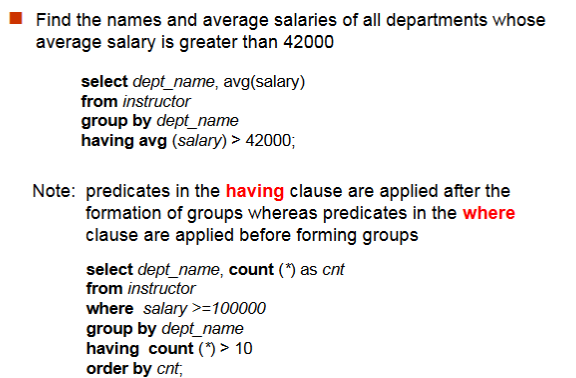 Find the names and average salaries of all departments whose
average salary is greater than 42000
select dept_name, avg(salary)
from instructor
group by dept_name
having avg (salary) > 42000;
Note: predicates in the having clause are applied after the
formation of groups whereas predicates in the where
clause are applied before forming groups
select dept_name, count (*) as cnt
from instructor
where salary >=100000
group by dept_name
having count (*) > 10
order by cnt;